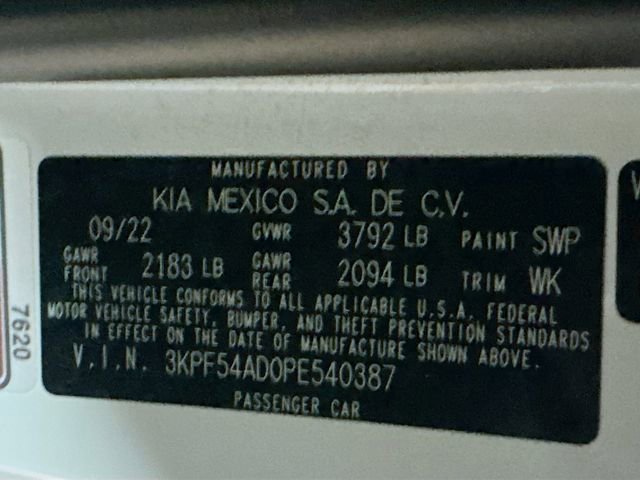 MANUFACTURED BY
KIA MEXICO S.A. DE C.V.
09/22 GVWR 3792 LB PAINT SWP
GAWR FRONT 2183 LB GAWR REAR 2094 LB TRIM WK
THIS VEHICLE CONFORMS TO ALL APPLICABLE U.S.A. FEDERAL
MOTOR VEHICLE SAFETY, BUMPER, AND THEFT PREVENTION STANDARDS
IN EFFECT ON THE DATE OF MANUFACTURE SHOWN ABOVE.
V.I.N. 3KPF54AD0PE540387
PASSENGER CAR
7620